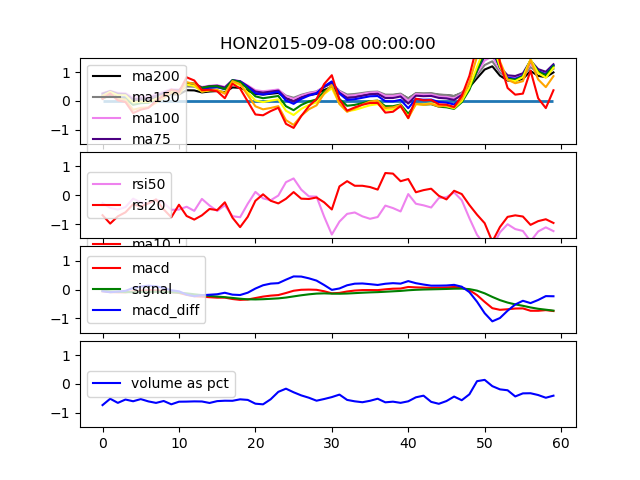 HON2015-09-08 00:00:00
1
0
−1
ma200
ma150
ma100
ma75
ma10
1
0
−1
rsi50
rsi20
1
0
−1
macd
signal
macd_diff
1
0
−1
volume as pct
0 10 20 30 40 50 60